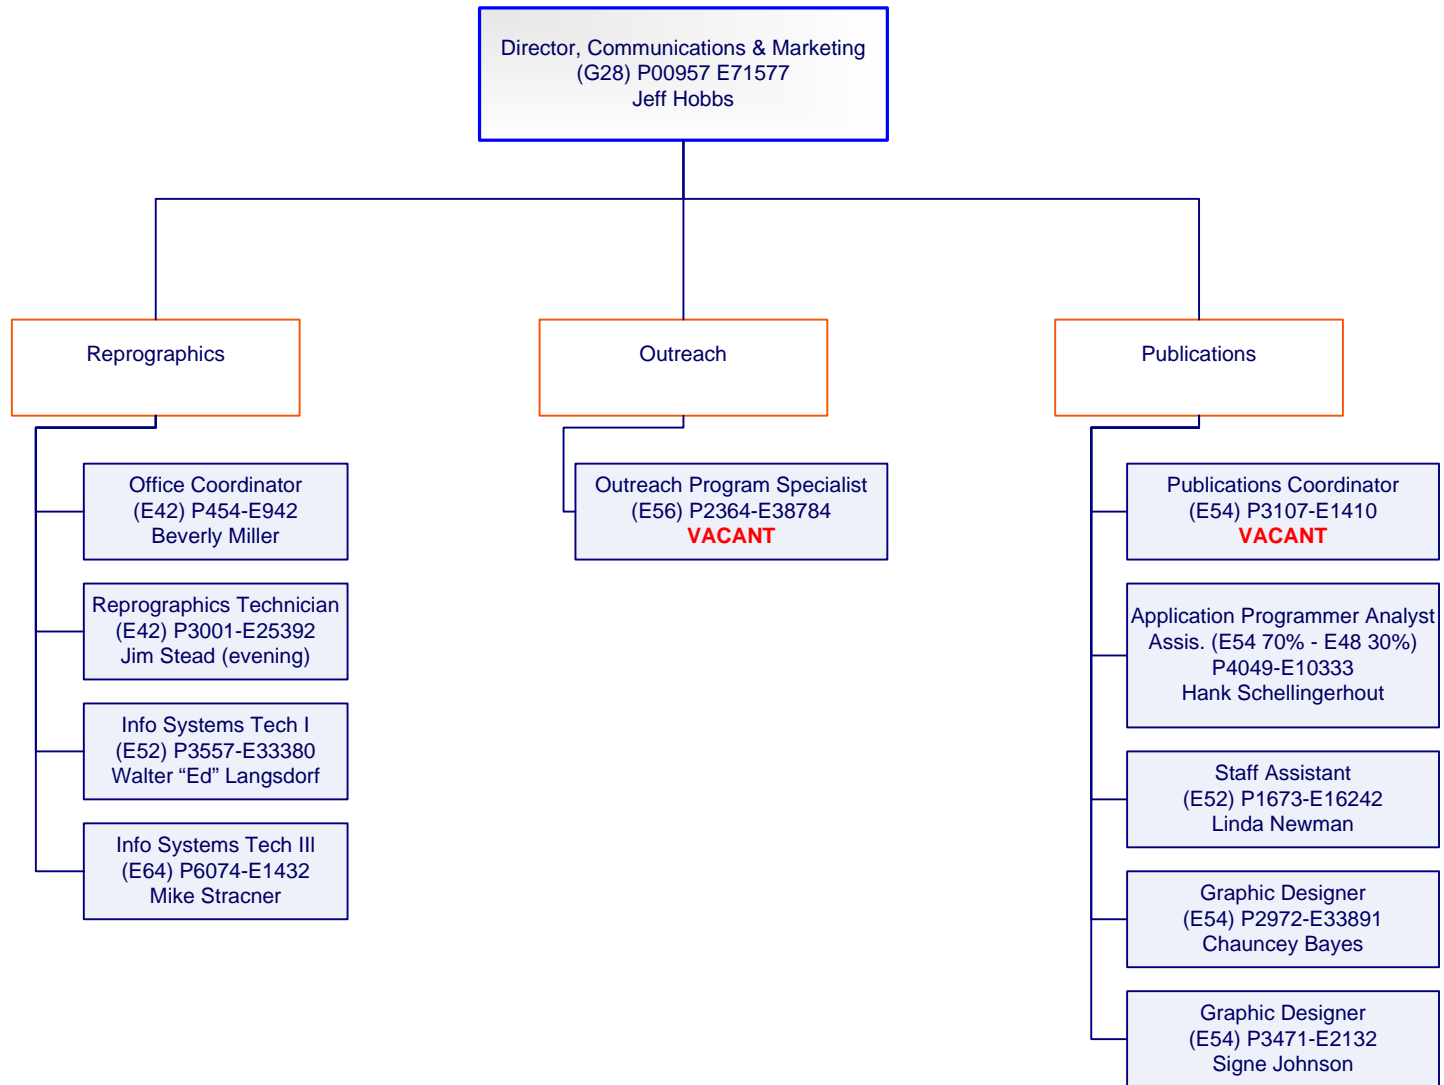 Director, Communications & Marketing
(G28) P00957 E71577
Jeff Hobbs
Reprographics
Office Coordinator
(E42) P454-E942
Beverly Miller
Reprographics Technician
(E42) P3001-E25392
Jim Stead (evening)
Info Systems Tech I
(E52) P3557-E33380
Walter “Ed” Langsdorf
Info Systems Tech III
(E64) P6074-E1432
Mike Stracner
Outreach
Outreach Program Specialist
(E56) P2364-E38784
VACANT
Publications
Publications Coordinator
(E54) P3107-E1410
VACANT
Application Programmer Analyst
Assis. (E54 70% - E48 30%)
P4049-E10333
Hank Schellingerhout
Staff Assistant
(E52) P1673-E16242
Linda Newman
Graphic Designer
(E54) P2972-E33891
Chauncey Bayes
Graphic Designer
(E54) P3471-E2132
Signe Johnson